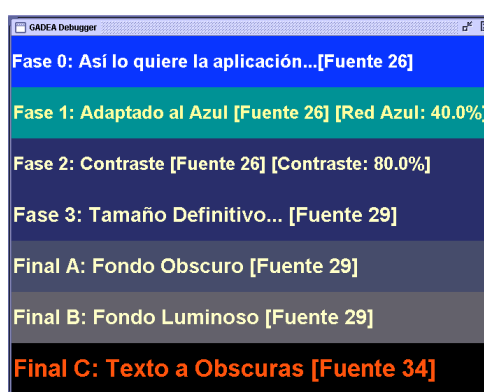 GADEA Debugger
Fase 0: Así lo quiere la aplicación...[Fuente 26]
Fase 1: Adaptado al Azul [Fuente 26] [Red Azul: 40.0%]
Fase 2: Contraste [Fuente 26] [Contraste: 80.0%]
Fase 3: Tamaño Definitivo... [Fuente 29]
Final A: Fondo Obscuro [Fuente 29]
Final B: Fondo Luminoso [Fuente 29]
Final C: Texto a Obscuras [Fuente 34]